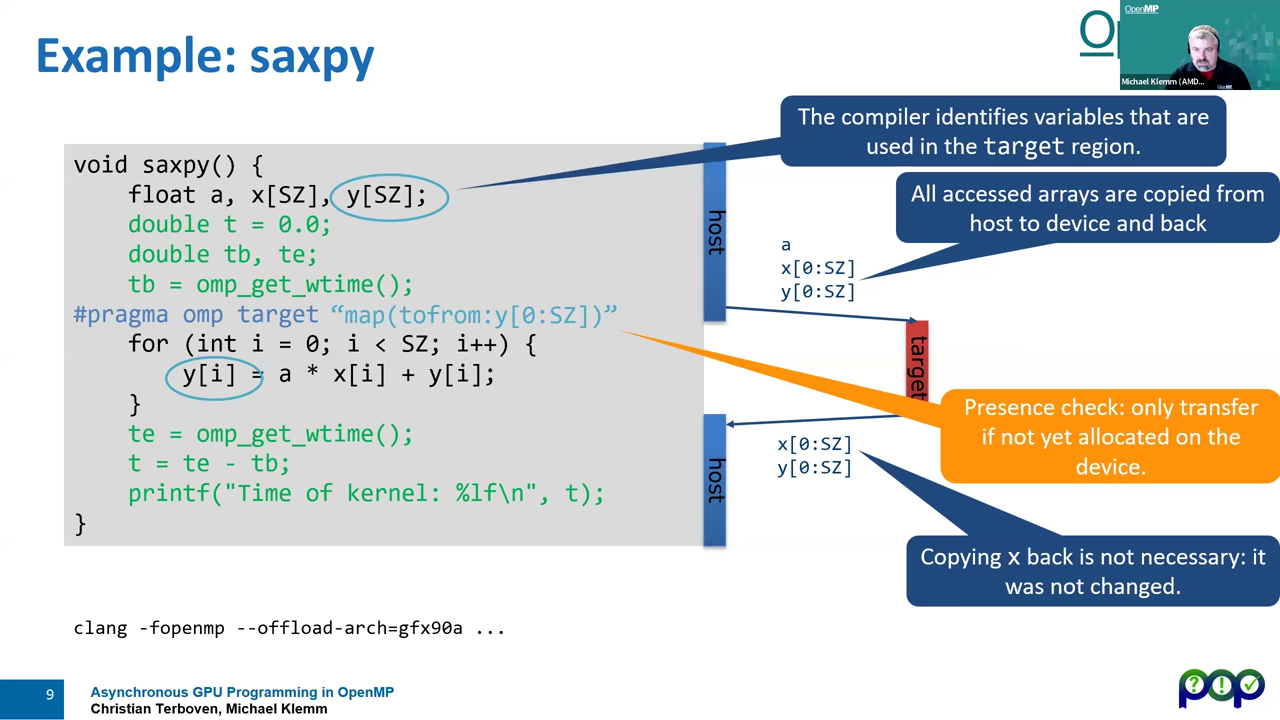 Example: saxpy
OpenMP
Michael Klemm (AMD...
The compiler identifies variables that are
used in the target region.
All accessed arrays are copied from
host to device and back
void saxpy() {
float a, x[SZ], y[SZ];
double t = 0.0;
double tb, te;
tb = omp_get_wtime();
#pragma omp target “map(tofrom:y[0:SZ])”
for (int i = 0; i < SZ; i++) {
y[i] = a * x[i] + y[i];
}
te = omp_get_wtime();
t = te - tb;
printf("Time of kernel: %lf\n", t);
}
host
a
x[0:SZ]
y[0:SZ]
target
Presence check: only transfer
if not yet allocated on the
device.
host
x[0:SZ]
y[0:SZ]
Copying x back is not necessary: it
was not changed.
clang -fopenmp --offload-arch=gfx90a ...
9
Asynchronous GPU Programming in OpenMP
Christian Terboven, Michael Klemm
pop